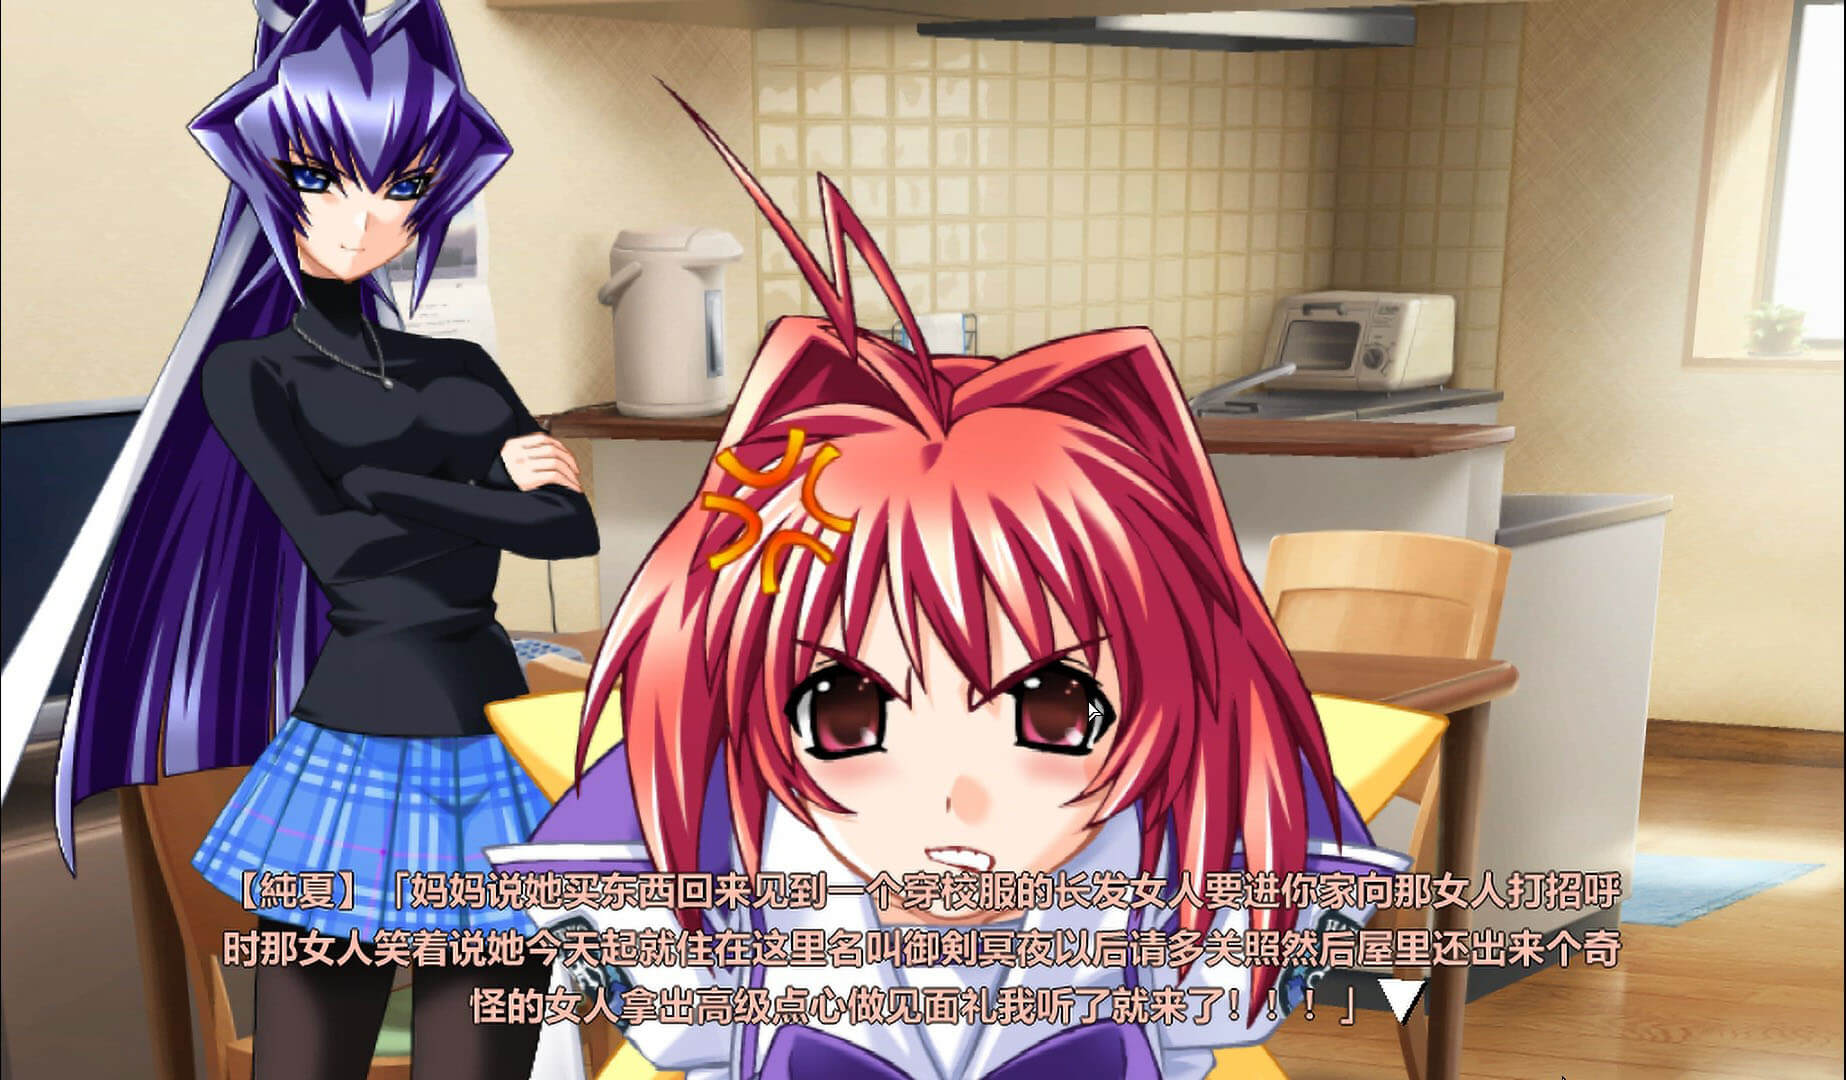 【純夏】「妈妈说她买东西回来见到一个穿校服的长发女人要进你家向那女人打招呼
时那女人笑着说她今天起就住在这里名叫御剣冥夜以后请多关照然后屋里还出来个奇
怪的女人拿出高级点心做见面礼我听了就来了！！！」